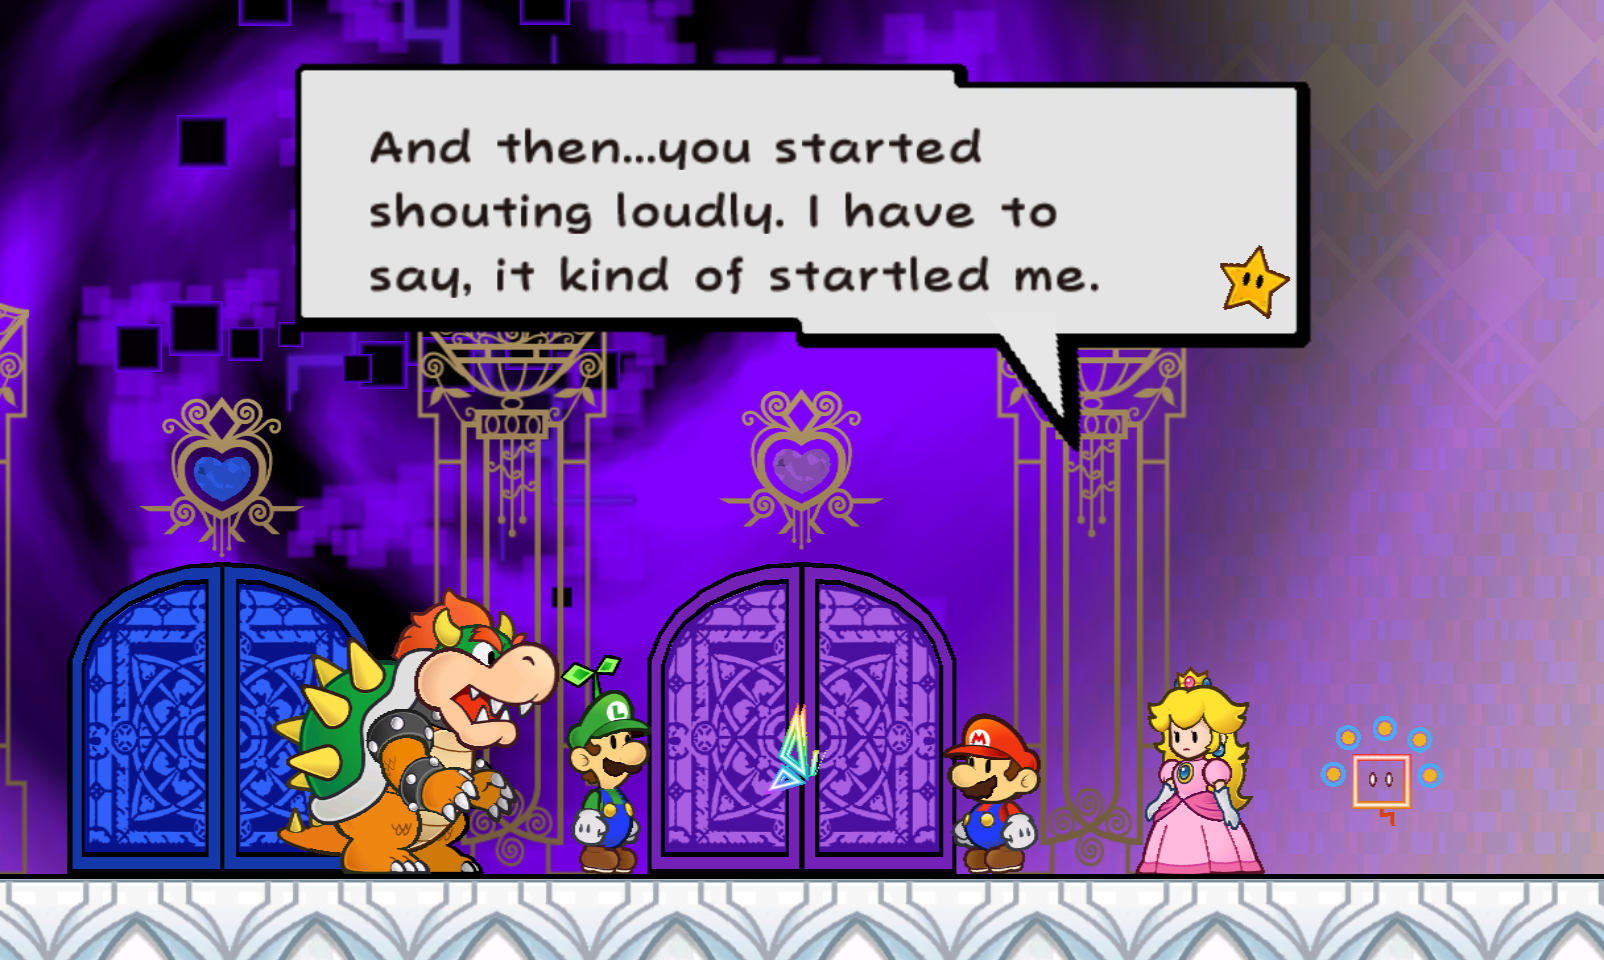 And then...you started
shouting loudly. I have to
say, it kind of startled me.
L
M